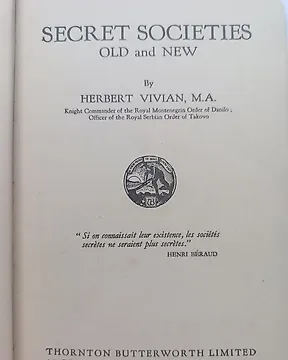 SECRET SOCIETIES
OLD and NEW
By
HERBERT VIVIAN, M.A.
Knight Commander of the Royal Montenegrin Order of Danilo ;
Officer of the Royal Serbian Order of Takovo
"Si on connaissait leur existence, les sociétés
secrètes ne seraient plus secrètes."
HENRI BÉRAUD
THORNTON BUTTERWORTH LIMITED